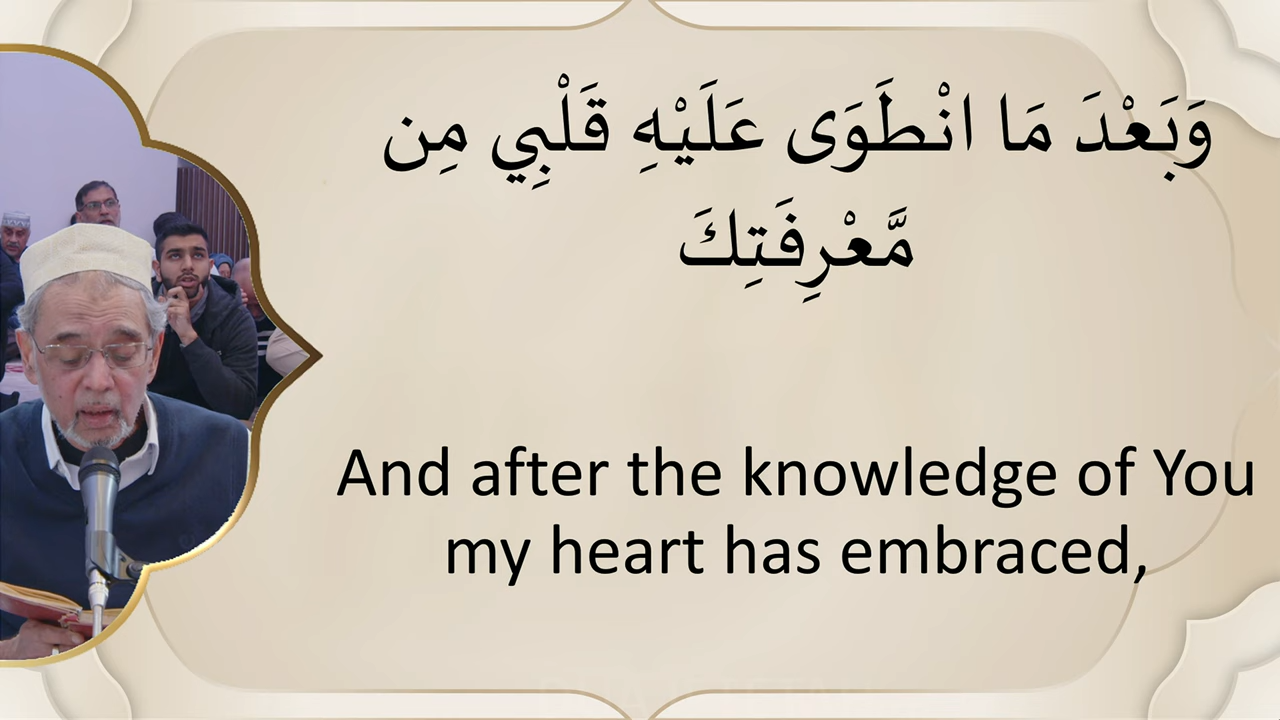 وَبَعْدَ مَا انْطَوَى عَلَيْهِ قَلْبِي مِن
مَّعْرِفَتِكَ
And after the knowledge of You
my heart has embraced,